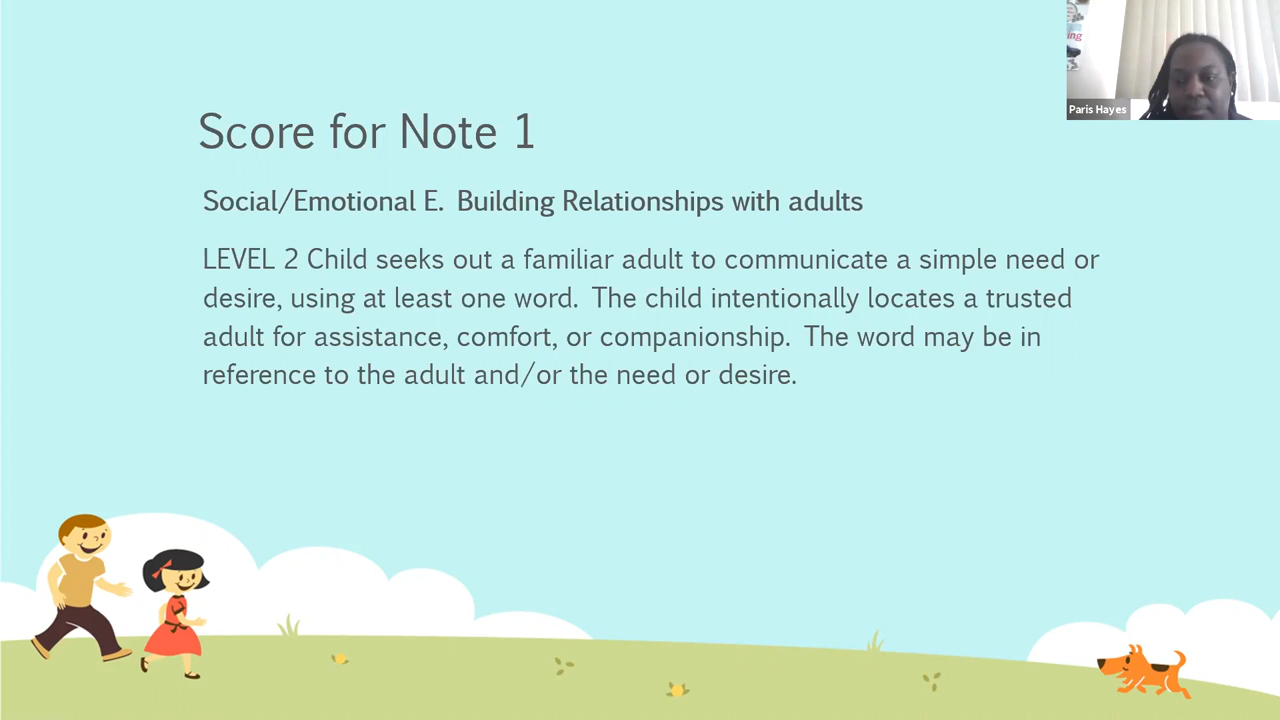 Score for Note 1
Social/Emotional E. Building Relationships with adults
LEVEL 2 Child seeks out a familiar adult to communicate a simple need or
desire, using at least one word. The child intentionally locates a trusted
adult for assistance, comfort, or companionship. The word may be in
reference to the adult and/or the need or desire.
ing
Paris Hayes